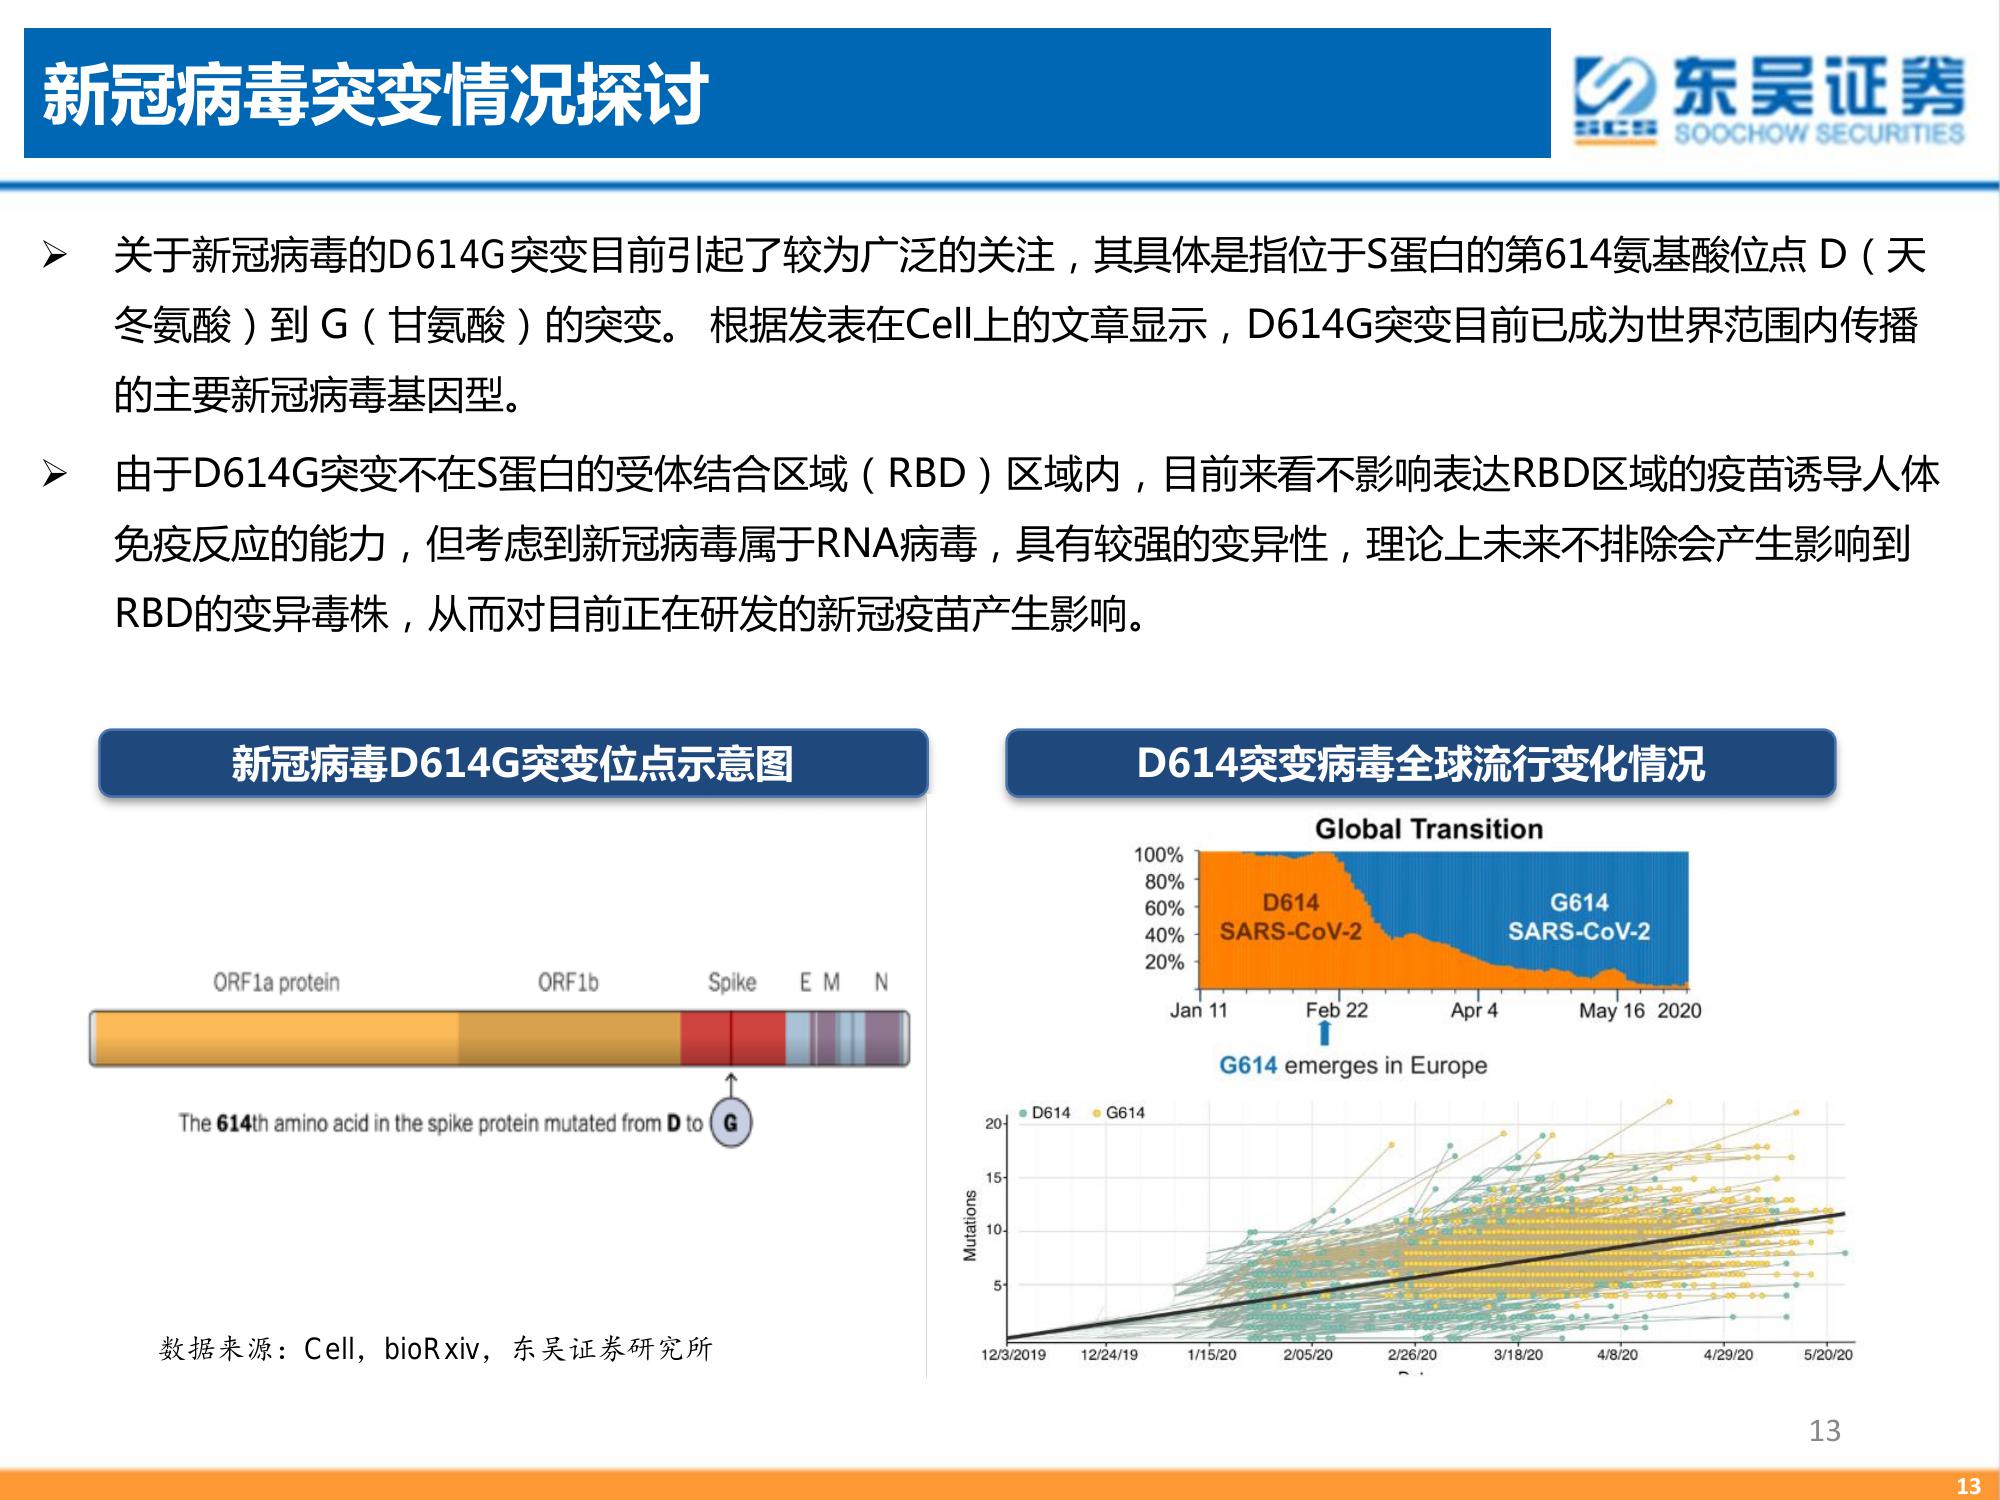 新冠病毒突变情况探讨
东吴证券
SCS
SOOCHOW SECURITIES
➢ 关于新冠病毒的D614G突变目前引起了较为广泛的关注，其具体是指位于S蛋白的第614氨基酸位点 D（天
冬氨酸）到 G（甘氨酸）的突变。 根据发表在Cell上的文章显示，D614G突变目前已成为世界范围内传播
的主要新冠病毒基因型。
➢ 由于D614G突变不在S蛋白的受体结合区域（RBD）区域内，目前来看不影响表达RBD区域的疫苗诱导人体
免疫反应的能力，但考虑到新冠病毒属于RNA病毒，具有较强的变异性，理论上未来不排除会产生影响到
RBD的变异毒株，从而对目前正在研发的新冠疫苗产生影响。
新冠病毒D614G突变位点示意图
ORF1a protein ORF1b Spike E M N
The 614th amino acid in the spike protein mutated from D to G
数据来源：Cell，bioRxiv，东吴证券研究所
D614突变病毒全球流行变化情况
Global Transition
100%
80%
60%
40%
20%
D614
SARS-CoV-2
G614
SARS-CoV-2
Jan 11 Feb 22 Apr 4 May 16 2020
G614 emerges in Europe
D614 G614
Mutations
20
15
10
5
12/3/2019 12/24/19 1/15/20 2/05/20 2/26/20 3/18/20 4/8/20 4/29/20 5/20/20
13
13